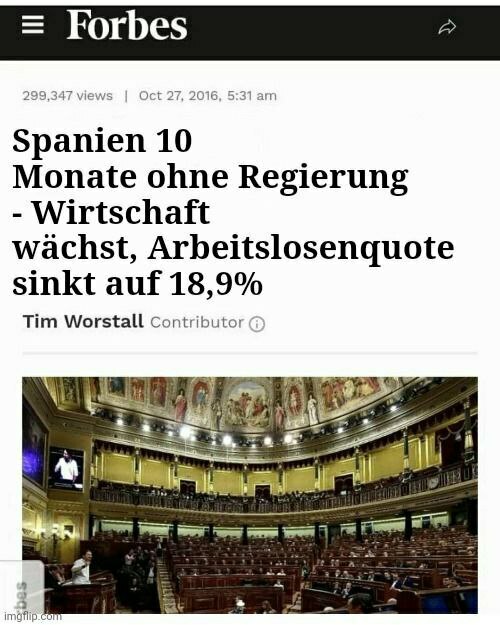 Forbes
299,347 views | Oct 27, 2016, 5:31 am
Spanien 10
Monate ohne Regierung
- Wirtschaft
wächst, Arbeitslosenquote
sinkt auf 18,9%
Tim Worstall Contributor
bes
imgflip.com